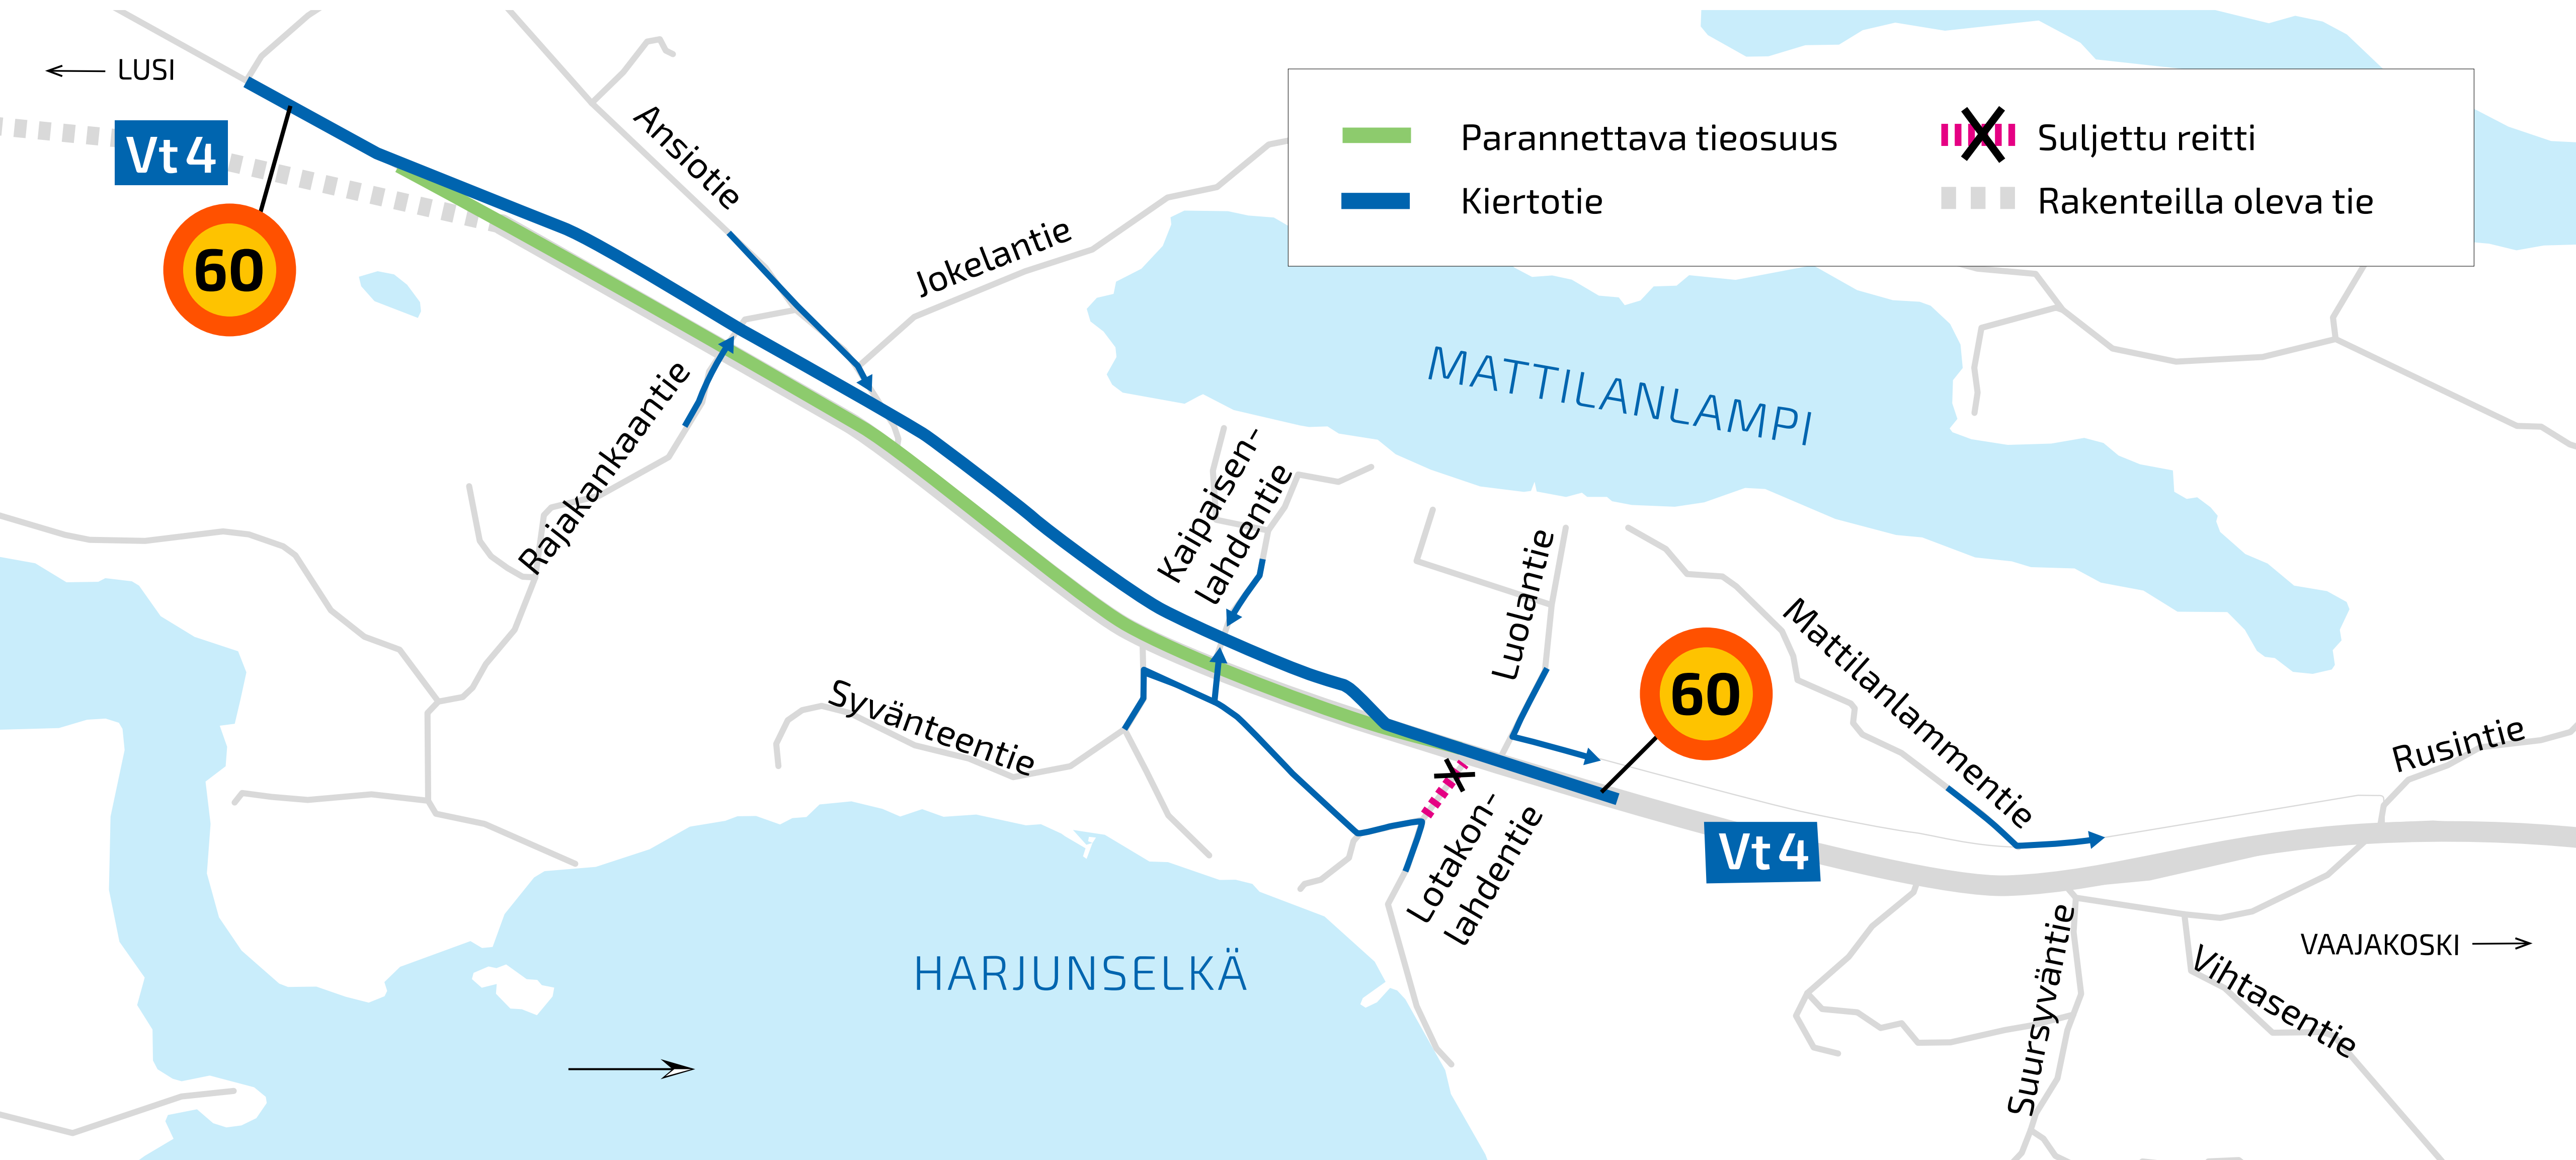 LUSI
Vt 4
60
Ansiotie
Jokelantie
Parannettava tieosuus
Kiertotie
Suljettu reitti
Rakenteilla oleva tie
MATTILANLAMPI
Rajakankaantie
Kaipaisen-
lahdentie
Luolantie
Mattilanlammentie
60
Syvänteentie
Rusintie
Lotakon-
lahdentie
Vt 4
HARJUNSELKÄ
Suursyväntie
Vihtasentie
VAAJAKOSKI